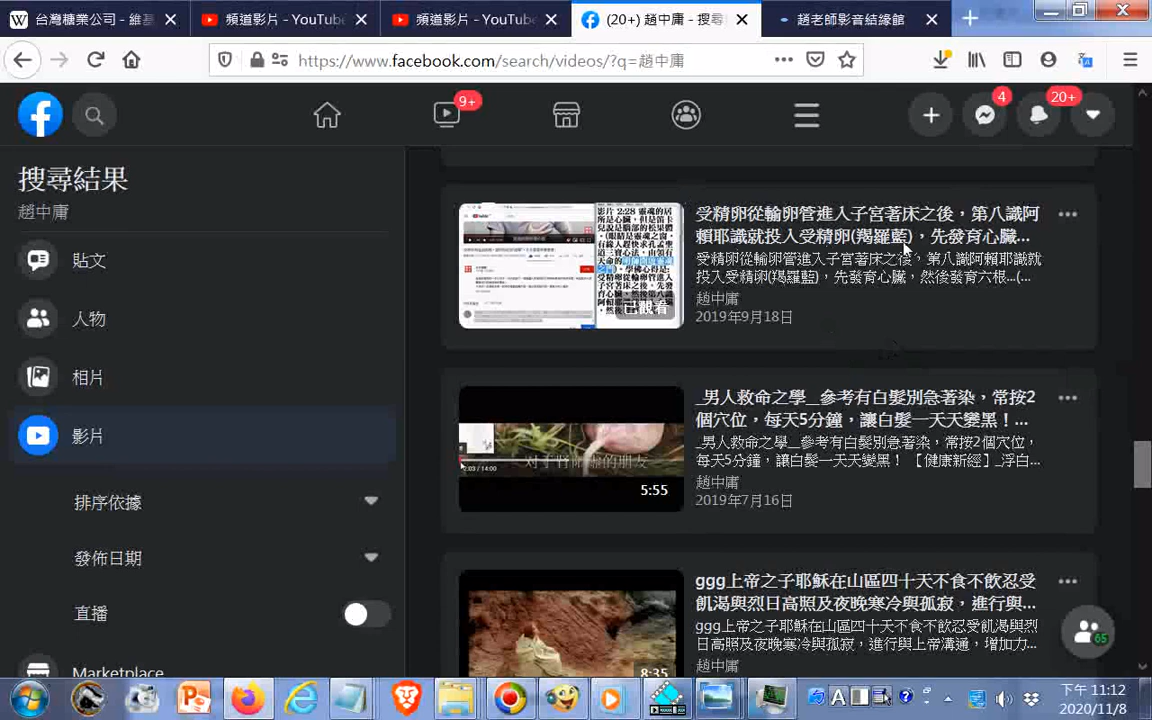 台灣糖業公司 - 維基
頻道影片 - YouTube
頻道影片 - YouTube
(20+) 趙中庸 - 搜尋
趙老師影音結緣館
https://www.facebook.com/search/videos/?q=趙中庸
9+
4
20+
搜尋結果
趙中庸
貼文
人物
相片
影片
排序依據
發佈日期
直播
Marketplace
影片 2:28 靈魂的居
已觀看
受精卵從輸卵管進入子宮著床之後，第八識阿
賴耶識就投入受精卵(羯羅藍)，先發育心臟...
受精卵從輸卵管進入子宮著床之後，第八識阿賴耶識就
投入受精卵(羯羅藍)，先發育心臟，然後發育六根...(...
趙中庸
2019年9月18日
2:03 / 14:00
5:55
_男人救命之學__參考有白髮別急著染，常按2
個穴位，每天5分鐘，讓白髮一天天變黑！...
_男人救命之學__參考有白髮別急著染，常按2個穴位，
每天5分鐘，讓白髮一天天變黑！【健康新經】_浮白...
趙中庸
2019年7月16日
8:35
ggg上帝之子耶穌在山區四十天不食不飲忍受
飢渴與烈日高照及夜晚寒冷與孤寂，進行與...
ggg上帝之子耶穌在山區四十天不食不飲忍受飢渴與烈
日高照及夜晚寒冷與孤寂，進行與上帝溝通，增加力...
趙中庸
65
下午 11:12
2020/11/8